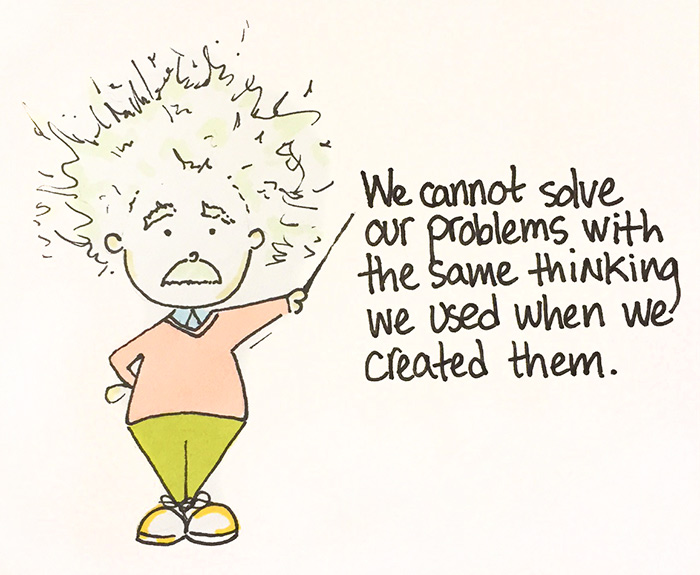 We cannot solve
our problems with
the same thinking
we used when we
created them.